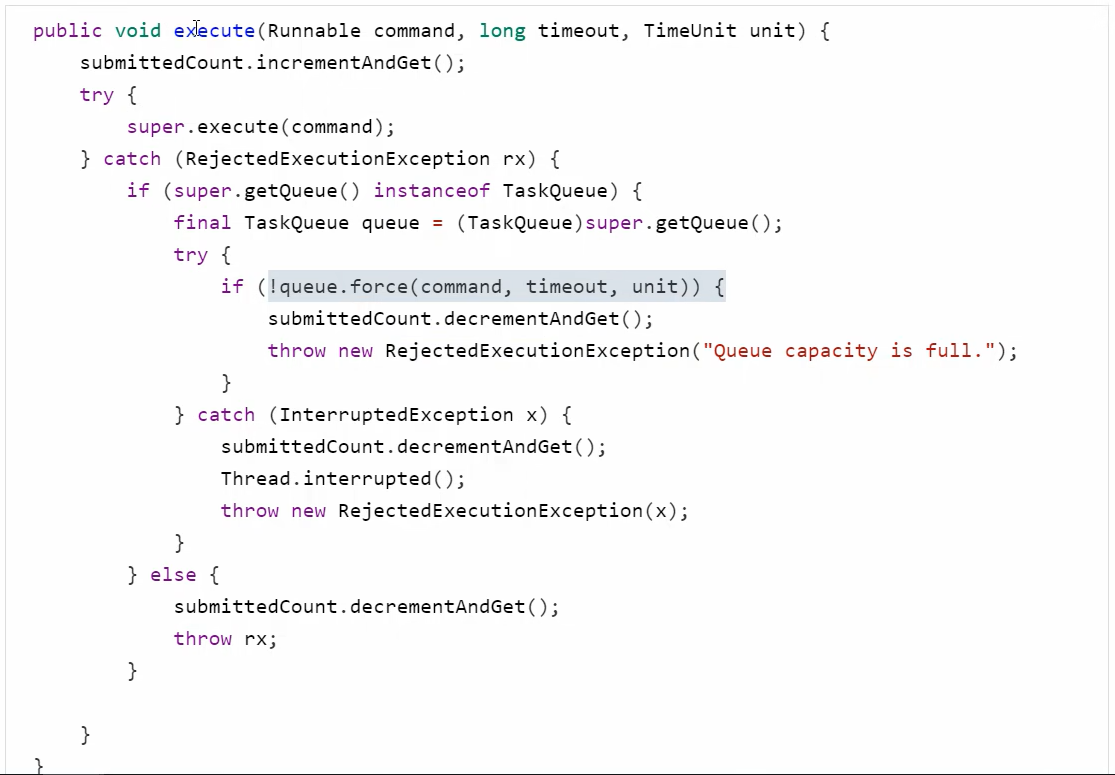 public void execute(Runnable command, long timeout, TimeUnit unit) {
    submittedCount.incrementAndGet();
    try {
        super.execute(command);
    } catch (RejectedExecutionException rx) {
        if (super.getQueue() instanceof TaskQueue) {
            final TaskQueue queue = (TaskQueue)super.getQueue();
            try {
                if (!queue.force(command, timeout, unit)) {
                    submittedCount.decrementAndGet();
                    throw new RejectedExecutionException("Queue capacity is full.");
                }
            } catch (InterruptedException x) {
                submittedCount.decrementAndGet();
                Thread.interrupted();
                throw new RejectedExecutionException(x);
            }
        } else {
            submittedCount.decrementAndGet();
            throw rx;
        }

    }
}